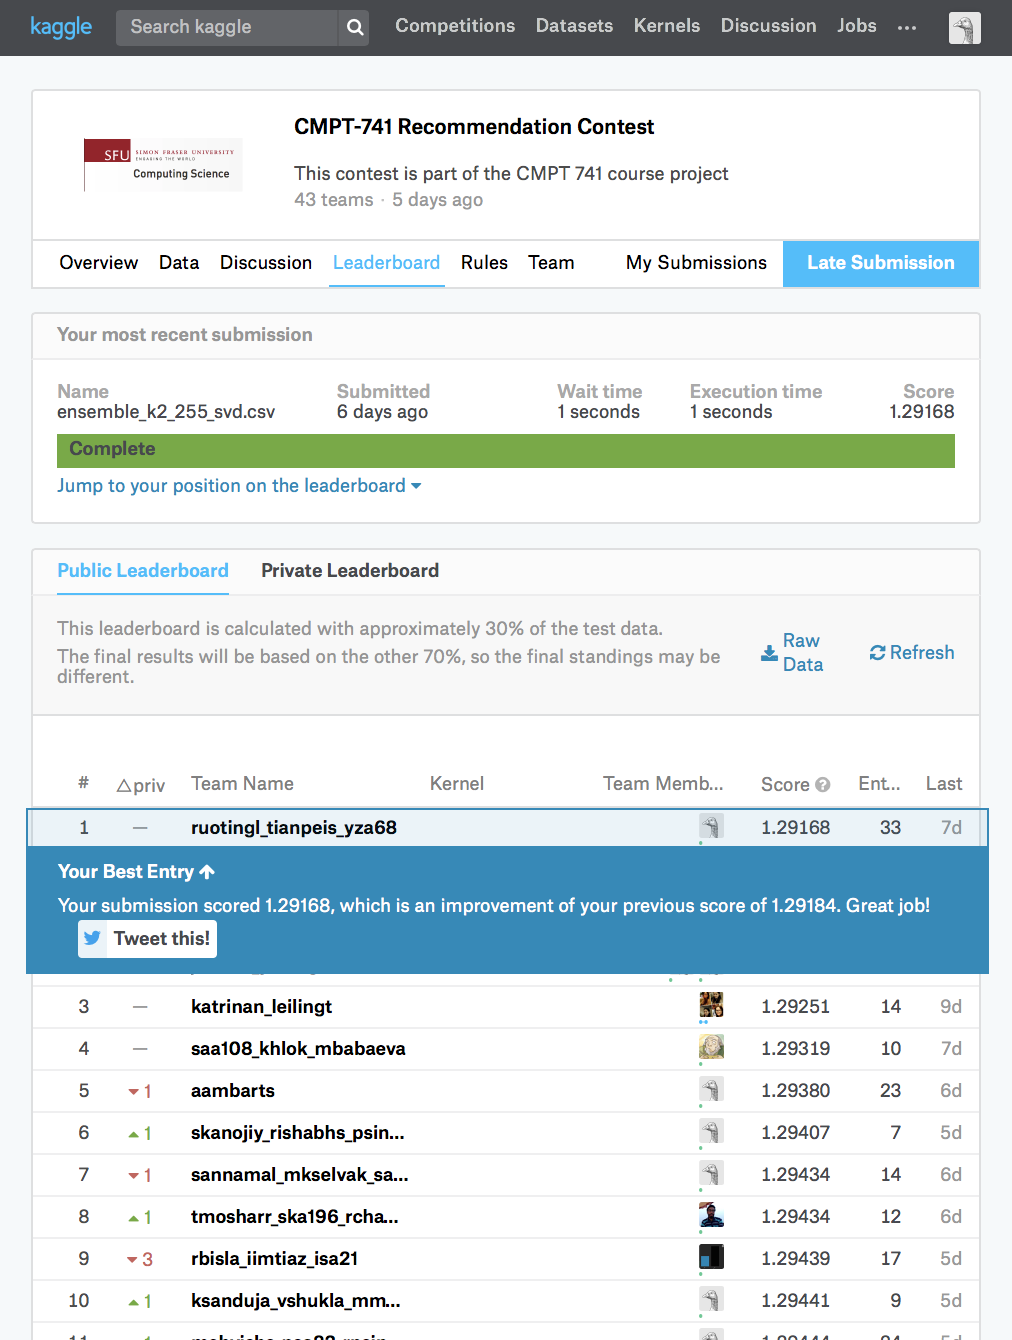 kaggle Search kaggle Competitions Datasets Kernels Discussion Jobs ...
CMPT-741 Recommendation Contest
SFU SIMON FRASER UNIVERSITY
ENGAGING THE WORLD
Computing Science
This contest is part of the CMPT 741 course project
43 teams · 5 days ago
Overview Data Discussion Leaderboard Rules Team My Submissions Late Submission
Your most recent submission
Name Submitted Wait time Execution time Score
ensemble_k2_255_svd.csv 6 days ago 1 seconds 1 seconds 1.29168
Complete
Jump to your position on the leaderboard
Public Leaderboard Private Leaderboard
This leaderboard is calculated with approximately 30% of the test data.
The final results will be based on the other 70%, so the final standings may be
different.
Raw
Data
Refresh
# △priv Team Name Kernel Team Memb... Score ? Ent... Last
1 — ruotingl_tianpeis_yza68 1.29168 33 7d
Your Best Entry ↑
Your submission scored 1.29168, which is an improvement of your previous score of 1.29184. Great job!
Tweet this!
3 — katrinan_leilingt 1.29251 14 9d
4 — saa108_khlok_mbabaeva 1.29319 10 7d
5 ▼ 1 aambarts 1.29380 23 6d
6 ▲ 1 skanojiy_rishabhs_psin... 1.29407 7 5d
7 ▼ 1 sannamal_mkselvak_sa... 1.29434 14 6d
8 ▲ 1 tmosharr_ska196_rcha... 1.29434 12 6d
9 ▼ 3 rbisla_iimtiaz_isa21 1.29439 17 5d
10 ▲ 1 ksanduja_vshukla_mm... 1.29441 9 5d